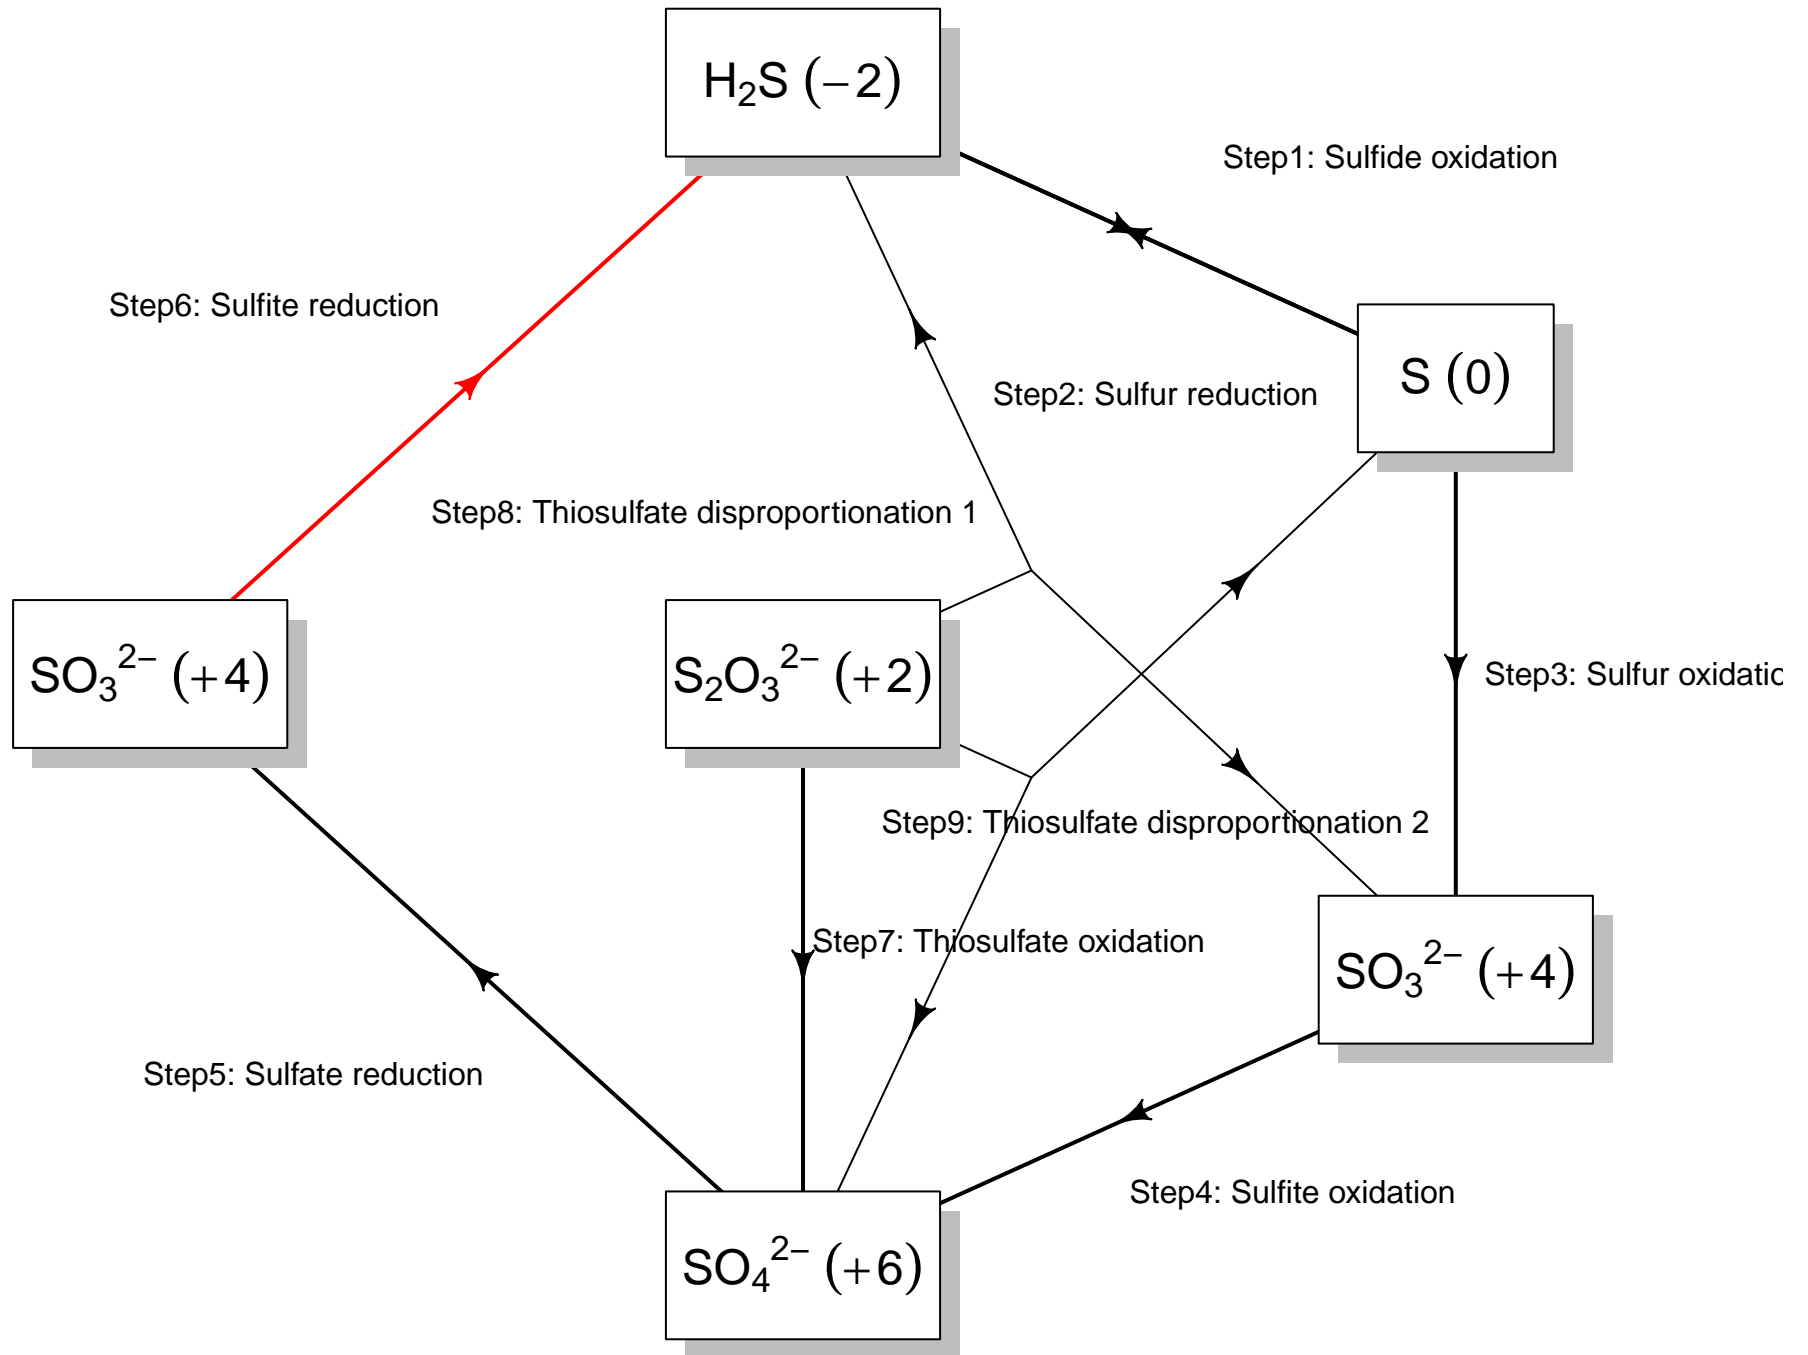 H₂S (−2)
Step1: Sulfide oxidation
Step6: Sulfite reduction
S (0)
Step2: Sulfur reduction
Step8: Thiosulfate disproportionation 1
SO₃²⁻ (+4)
S₂O₃²⁻ (+2)
Step3: Sulfur oxidatic
Step9: Thiosulfate disproportionation 2
Step7: Thiosulfate oxidation
SO₃²⁻ (+4)
Step5: Sulfate reduction
Step4: Sulfite oxidation
SO₄²⁻ (+6)